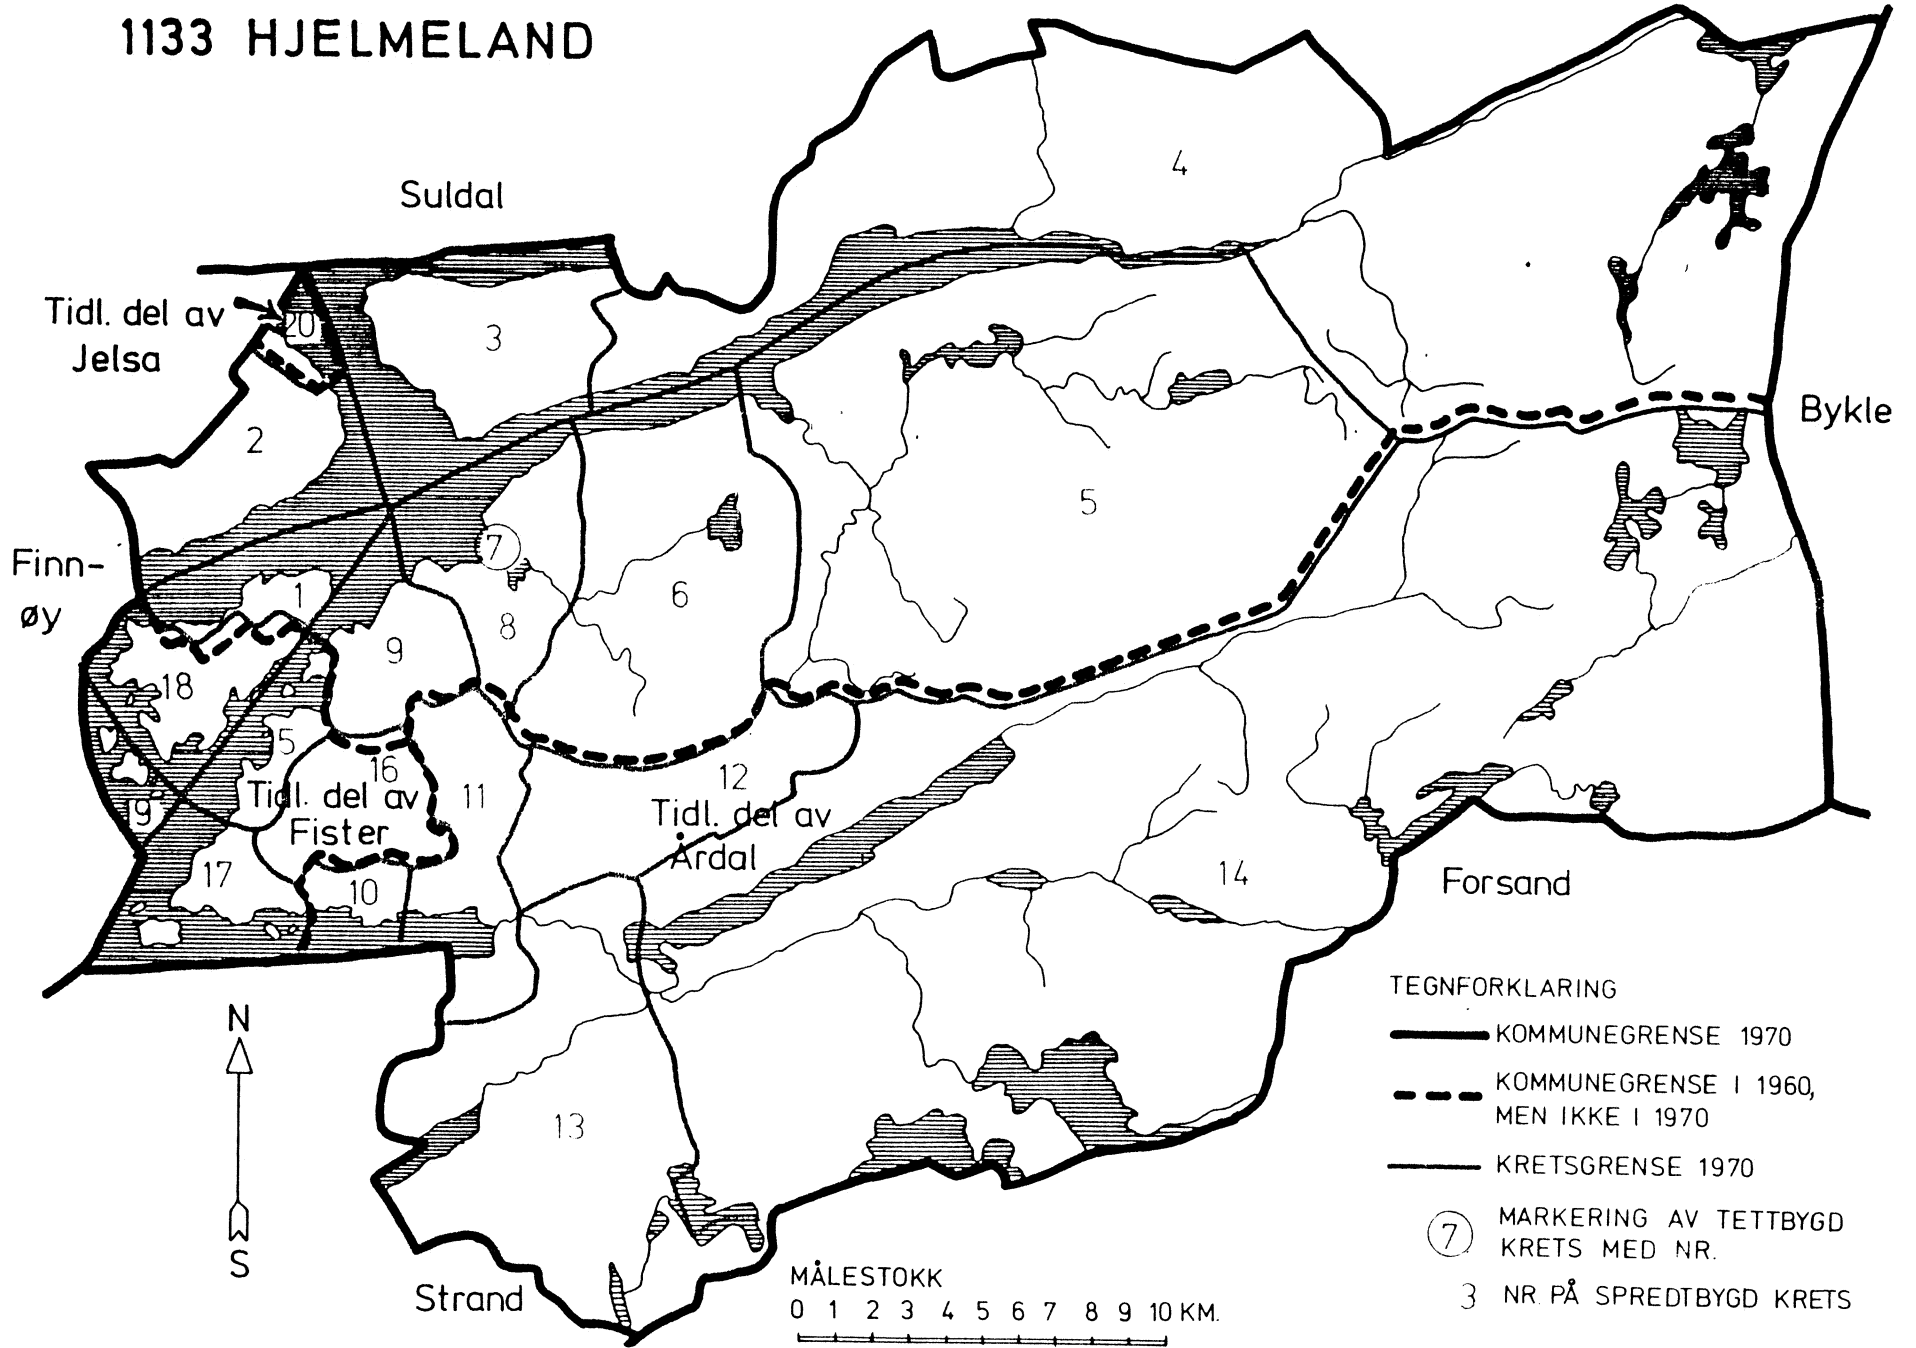 1133 HJELMELAND
4
Suldal
Tidl. del av
Jelsa
20
3
2
Bykle
5
7
6
Finn-
øy
1
8
9
18
5
16
11
12
Tidl. del av
Fister
Tidl. del av
Årdal
19
17
10
14
Forsand
N
S
13
Strand
TEGNFORKLARING
KOMMUNEGRENSE 1970
KOMMUNEGRENSE I 1960,
MEN IKKE I 1970
KRETSGRENSE 1970
7 MARKERING AV TETTBYGD
KRETS MED NR.
3 NR. PÅ SPREDTBYGD KRETS
MÅLESTOKK
0 1 2 3 4 5 6 7 8 9 10 KM.